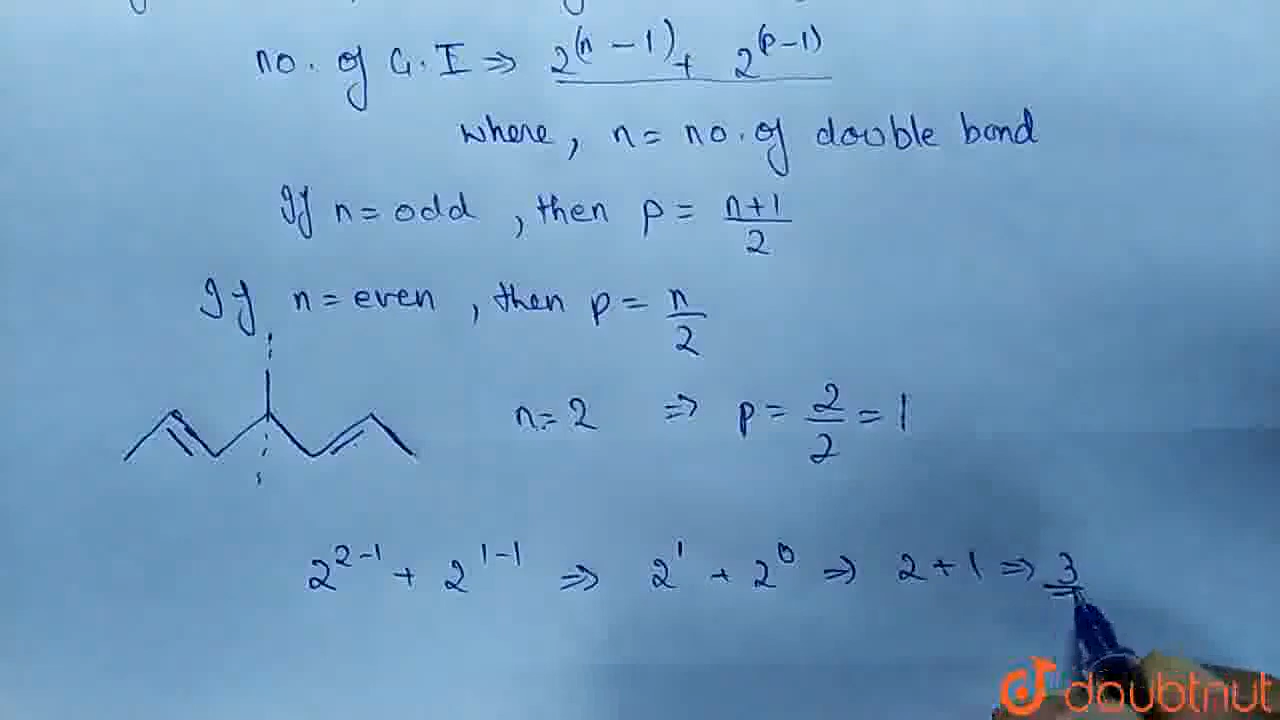 no. of G.I ⇒ 2^(n-1) + 2^(p-1)
where, n = no. of double bond
If n = odd , then p = n+1/2
If n = even , then p = n/2
n = 2 ⇒ p = 2/2 = 1
2^2-1 + 2^1-1 ⇒ 2^1 + 2^0 ⇒ 2 + 1 ⇒ 3
doubtnut